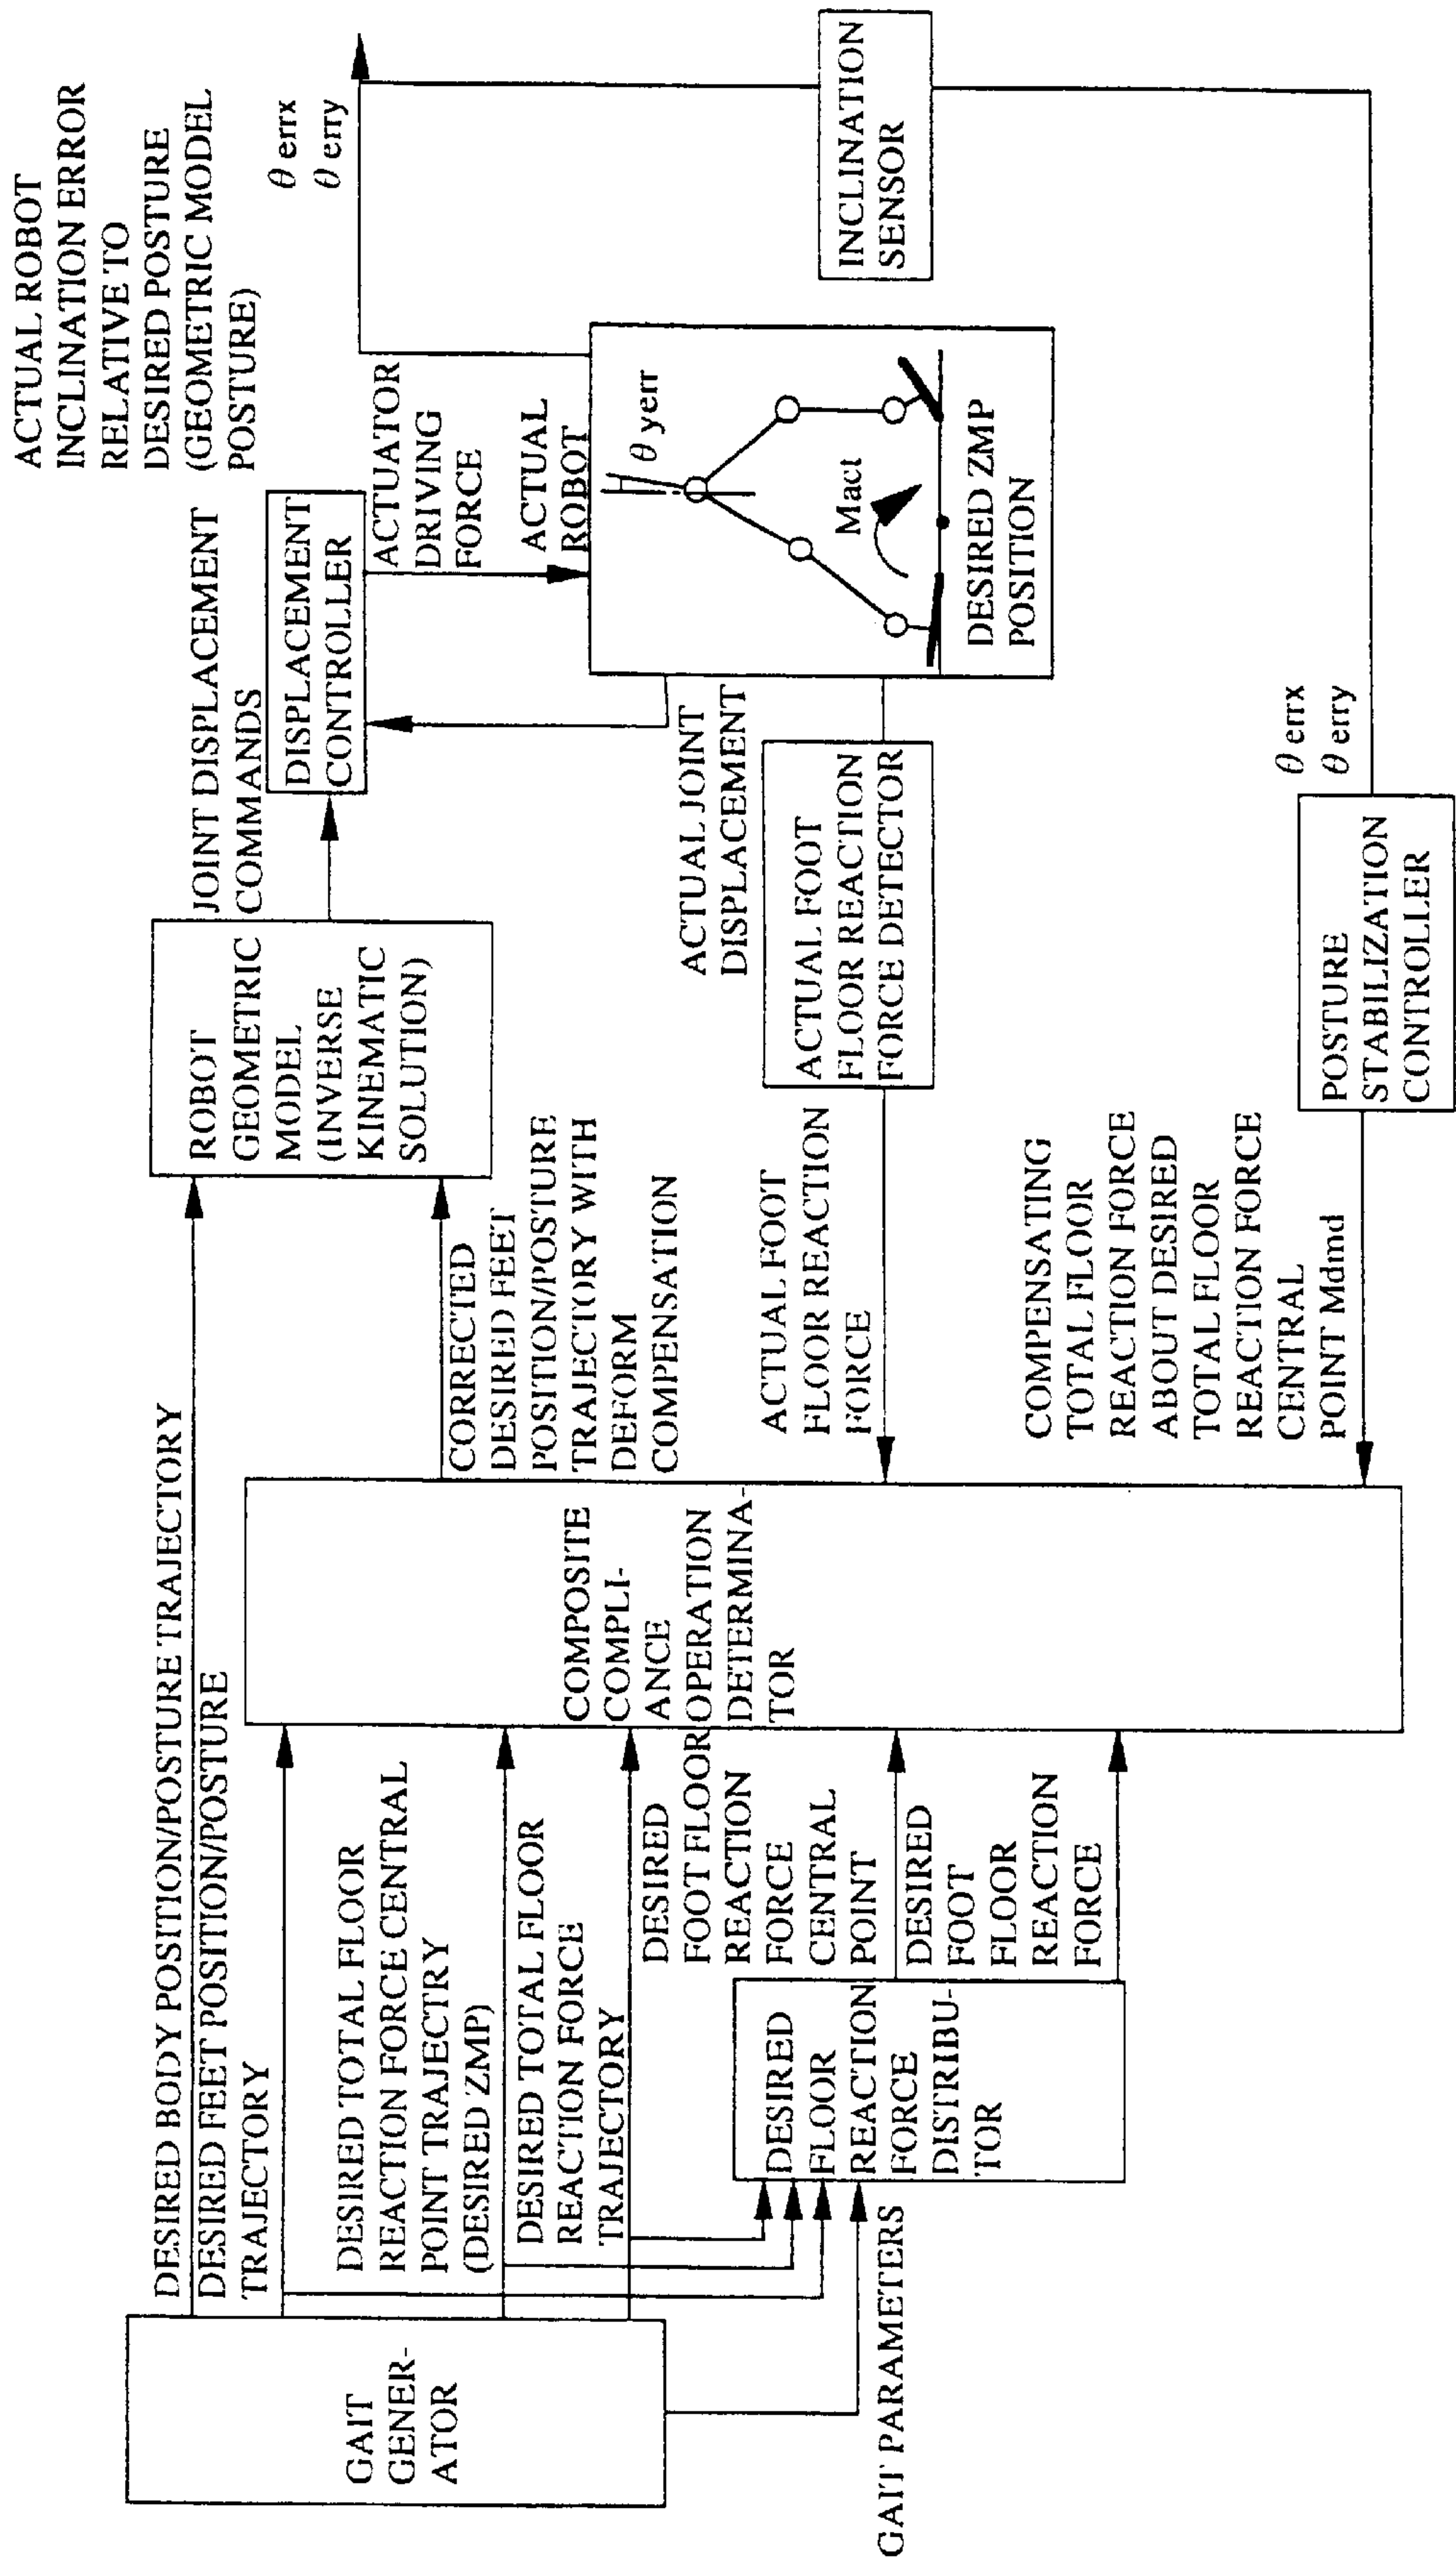 DESIRED BODY POSITION/POSTURE TRAJECTORY
DESIRED FEET POSITION/POSTURE
TRAJECTORY
GAIT
GENER-
ATOR
DESIRED TOTAL FLOOR
REACTION FORCE CENTRAL
POINT TRAJECTRY
(DESIRED ZMP)
DESIRED TOTAL FLOOR
REACTION FORCE
TRAJECTORY
GAIT PARAMETERS
DESIRED
FLOOR
REACTION
FORCE
DISTRIBU-
TOR
DESIRED
FOOT FLOOR
REACTION
FORCE
CENTRAL
POINT
DESIRED
FOOT
FLOOR
REACTION
FORCE
COMPOSITE
COMPLI-
ANCE
OPERATION
DETERMINA-
TOR
CORRECTED
DESIRED FEET
POSITION/POSTURE
TRAJECTORY WITH
DEFORM
COMPENSATION
ROBOT
GEOMETRIC
MODEL
(INVERSE
KINEMATIC
SOLUTION)
JOINT DISPLACEMENT
COMMANDS
DISPLACEMENT
CONTROLLER
ACTUATOR
DRIVING
FORCE
ACTUAL
ROBOT
ACTUAL JOINT
DISPLACEMENT
θ yerr
Mact
DESIRED ZMP
POSITION
ACTUAL ROBOT
INCLINATION ERROR
RELATIVE TO
DESIRED POSTURE
(GEOMETRIC MODEL
POSTURE)
θ errx
θ erry
INCLINATION
SENSOR
ACTUAL FOOT
FLOOR REACTION
FORCE DETECTOR
ACTUAL FOOT
FLOOR REACTION
FORCE
θ errx
θ erry
POSTURE
STABILIZATION
CONTROLLER
COMPENSATING
TOTAL FLOOR
REACTION FORCE
ABOUT DESIRED
TOTAL FLOOR
REACTION FORCE
CENTRAL
POINT Mdmd